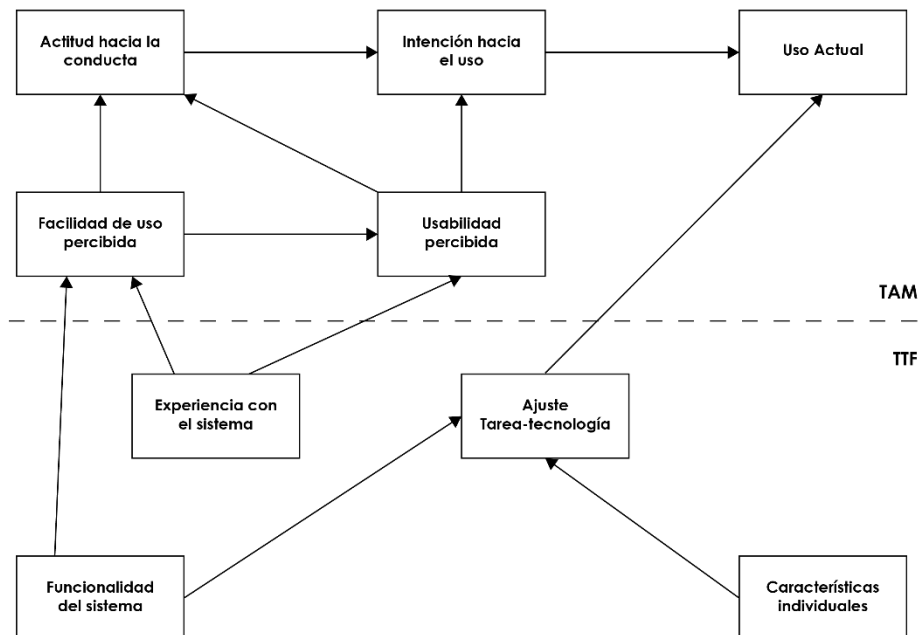 Actitud hacia la
conducta
Intención hacia
el uso
Uso Actual
Facilidad de uso
percibida
Usabilidad
percibida
TAM
TTF
Experiencia con
el sistema
Ajuste
Tarea-tecnología
Funcionalidad
del sistema
Características
individuales